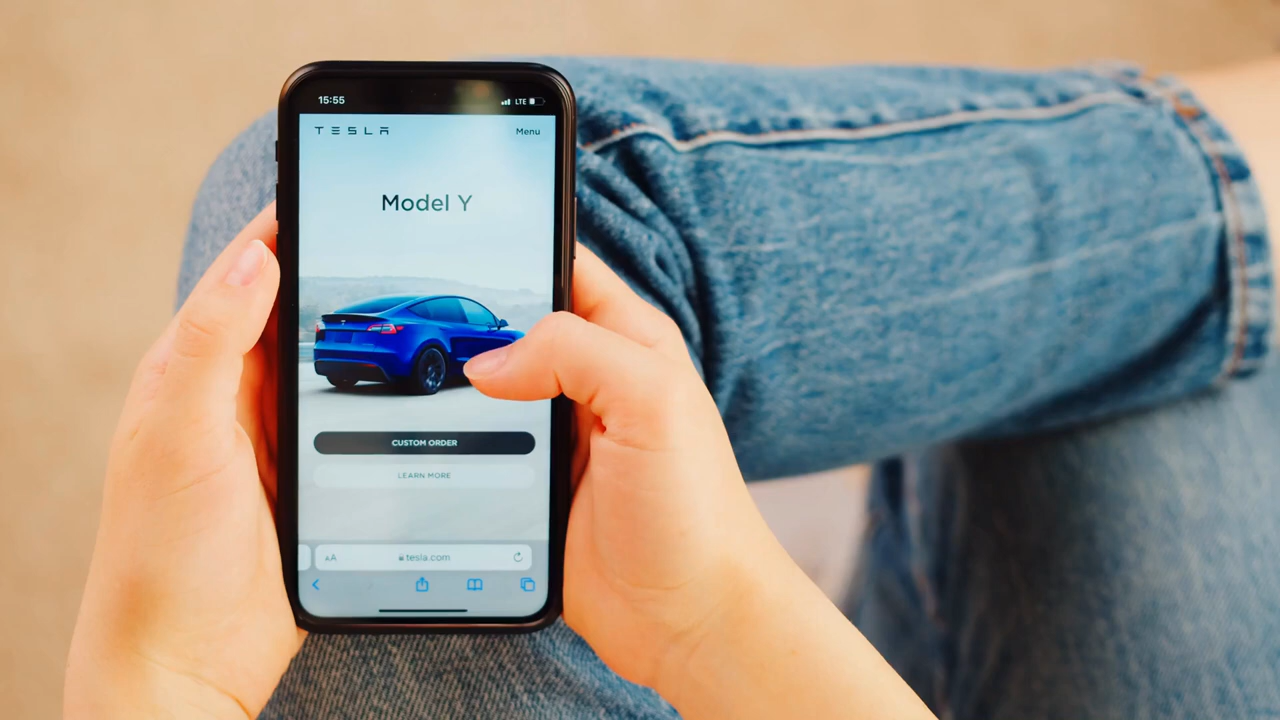 15:55 LTE
TESLA Menu
Model Y
CUSTOM ORDER
LEARN MORE
AA tesla.com